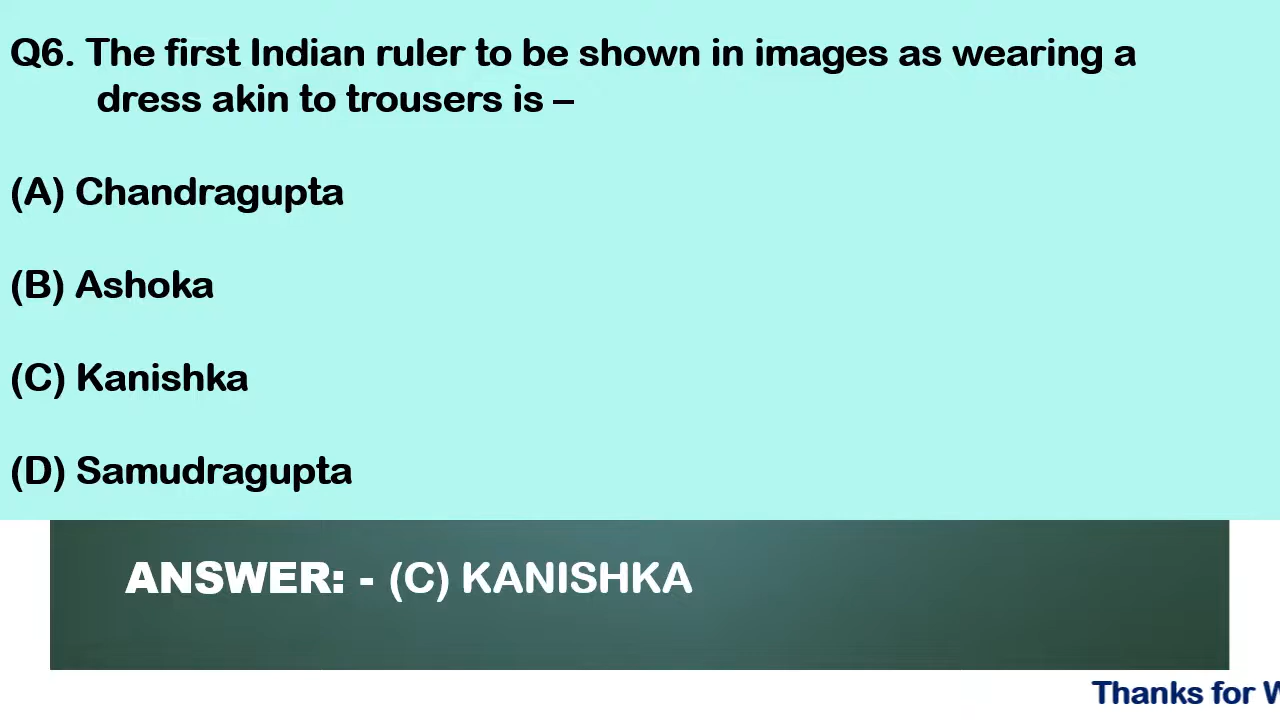 Q6. The first Indian ruler to be shown in images as wearing a
dress akin to trousers is –
(A) Chandragupta
(B) Ashoka
(C) Kanishka
(D) Samudragupta
ANSWER: - (C) KANISHKA
Thanks for